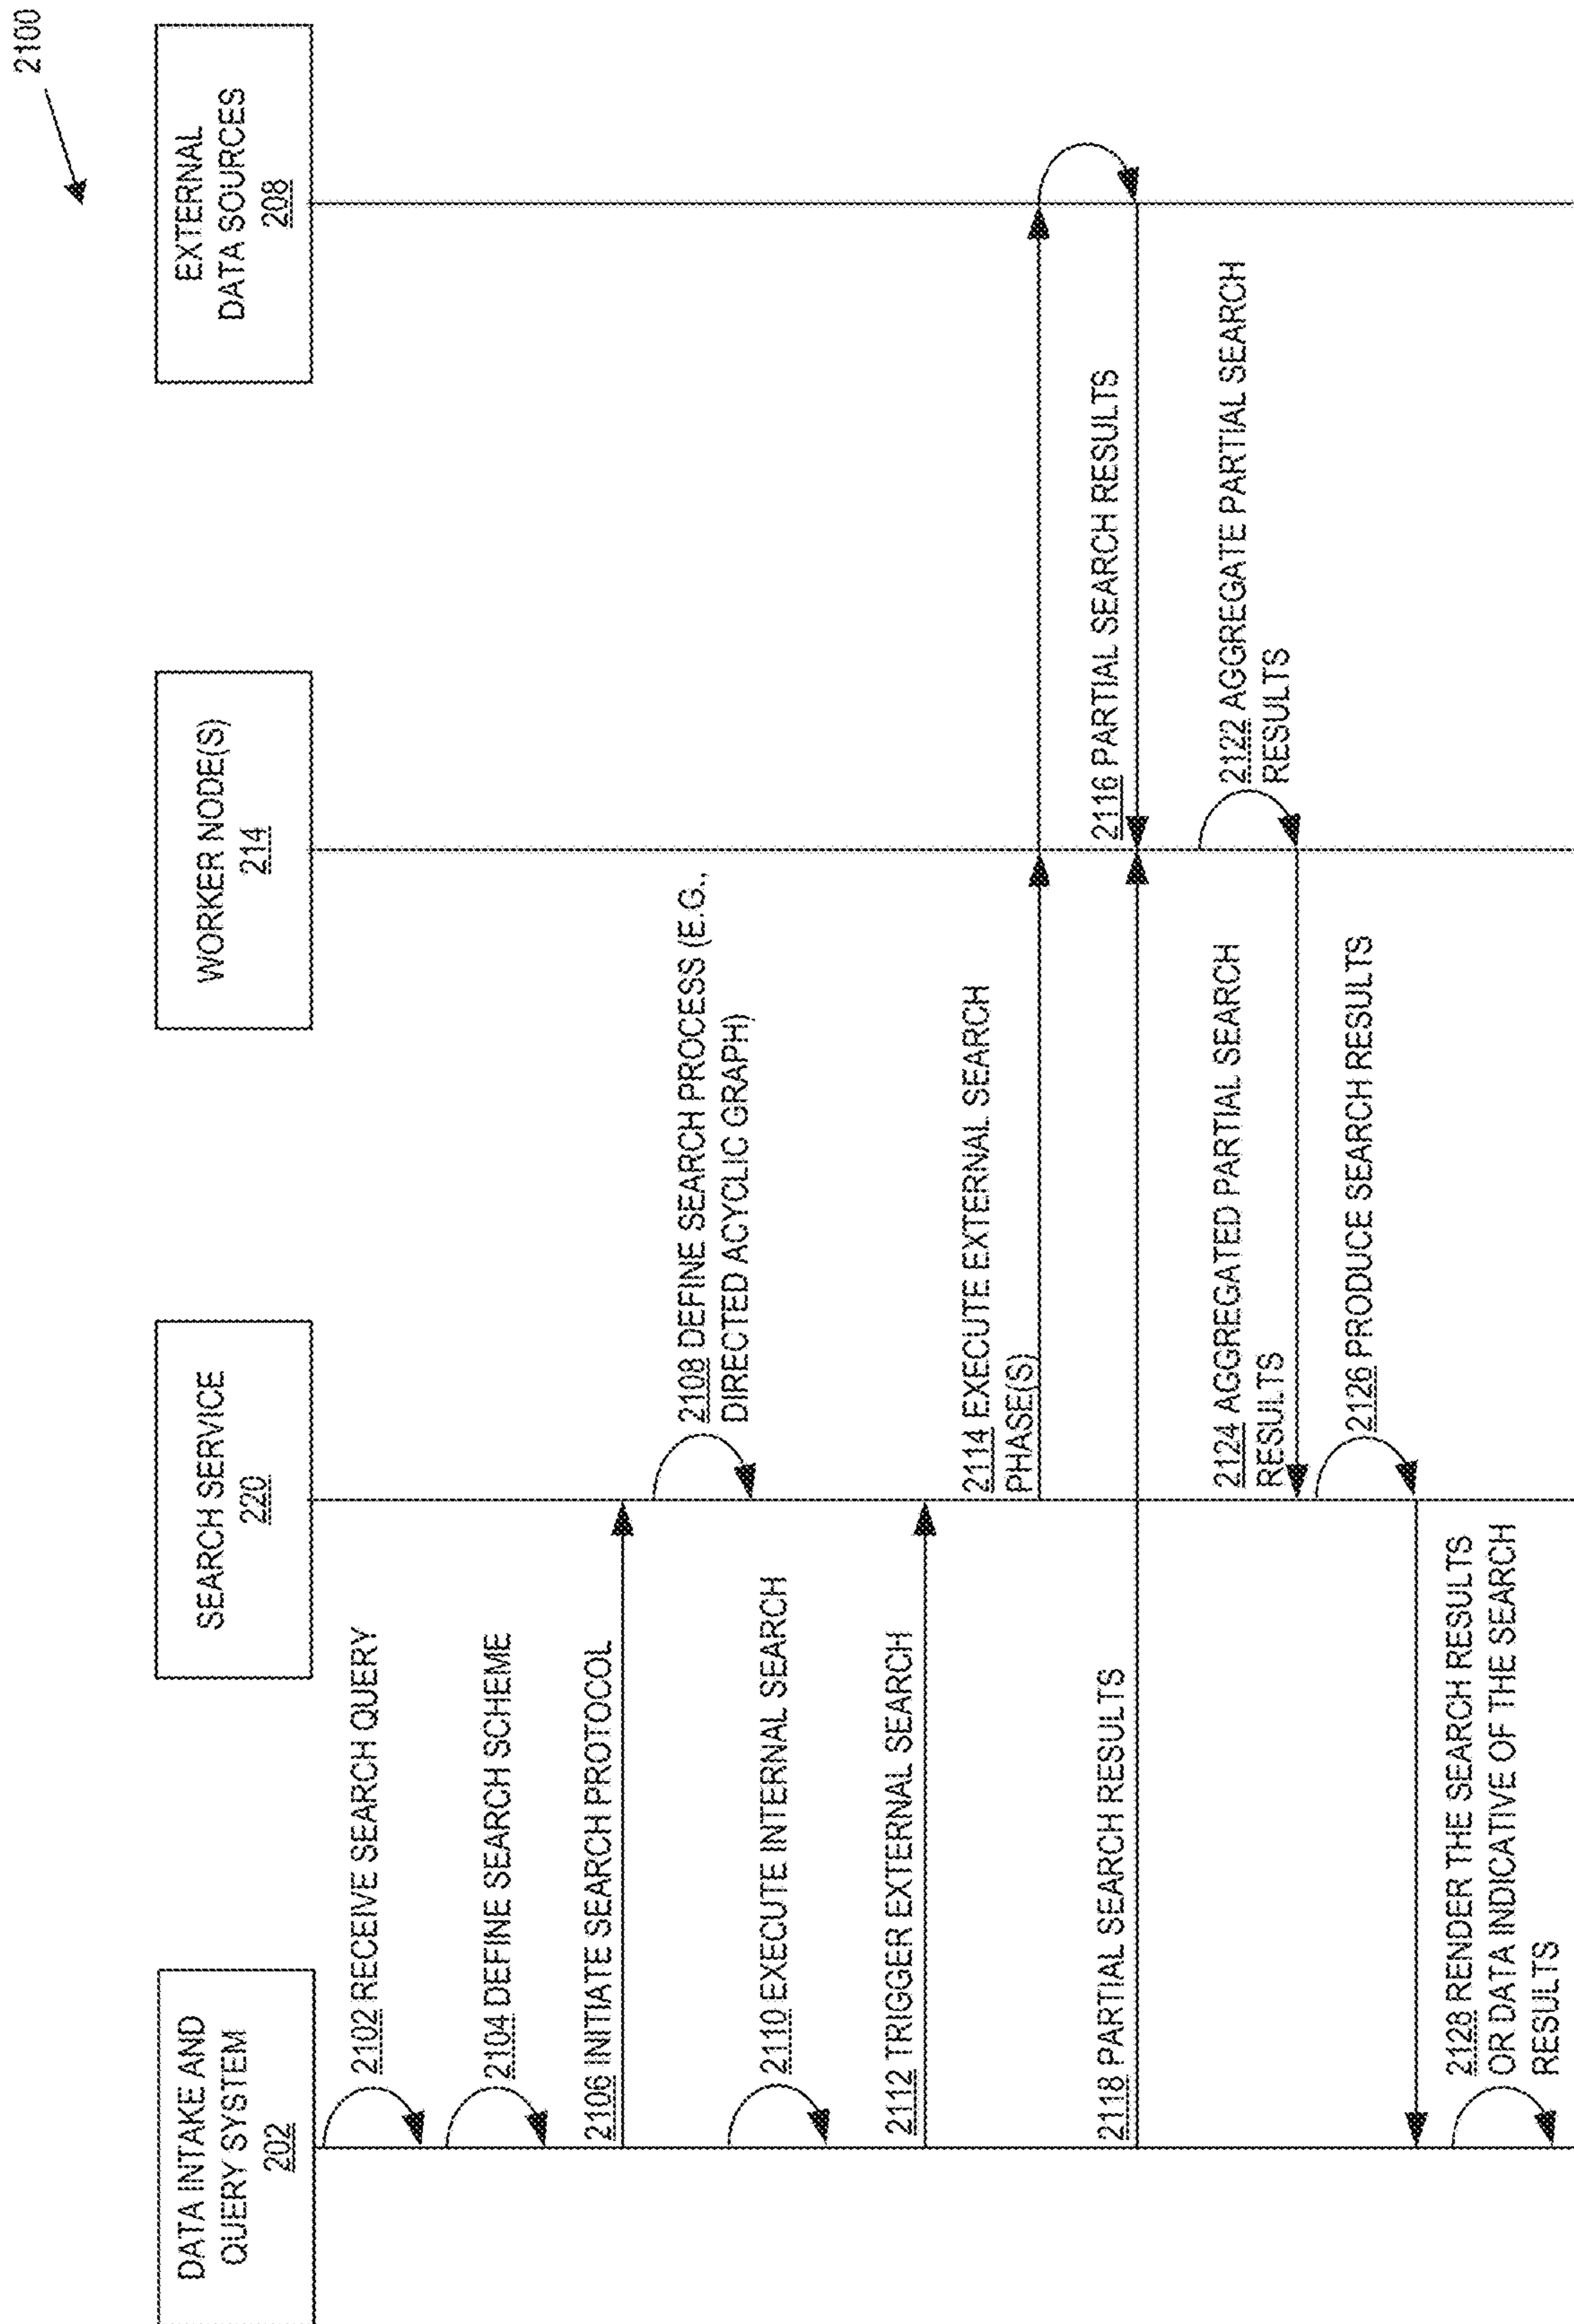 2100
DATA INTAKE AND
QUERY SYSTEM
202
SEARCH SERVICE
220
WORKER NODE(S)
214
EXTERNAL
DATA SOURCES
208
2102 RECEIVE SEARCH QUERY
2104 DEFINE SEARCH SCHEME
2106 INITIATE SEARCH PROTOCOL
2108 DEFINE SEARCH PROCESS (E.G.,
DIRECTED ACYCLIC GRAPH)
2110 EXECUTE INTERNAL SEARCH
2112 TRIGGER EXTERNAL SEARCH
2114 EXECUTE EXTERNAL SEARCH
PHASE(S)
2116 PARTIAL SEARCH RESULTS
2118 PARTIAL SEARCH RESULTS
2122 AGGREGATE PARTIAL SEARCH
RESULTS
2124 AGGREGATED PARTIAL SEARCH
RESULTS
2126 PRODUCE SEARCH RESULTS
2128 RENDER THE SEARCH RESULTS
OR DATA INDICATIVE OF THE SEARCH
RESULTS